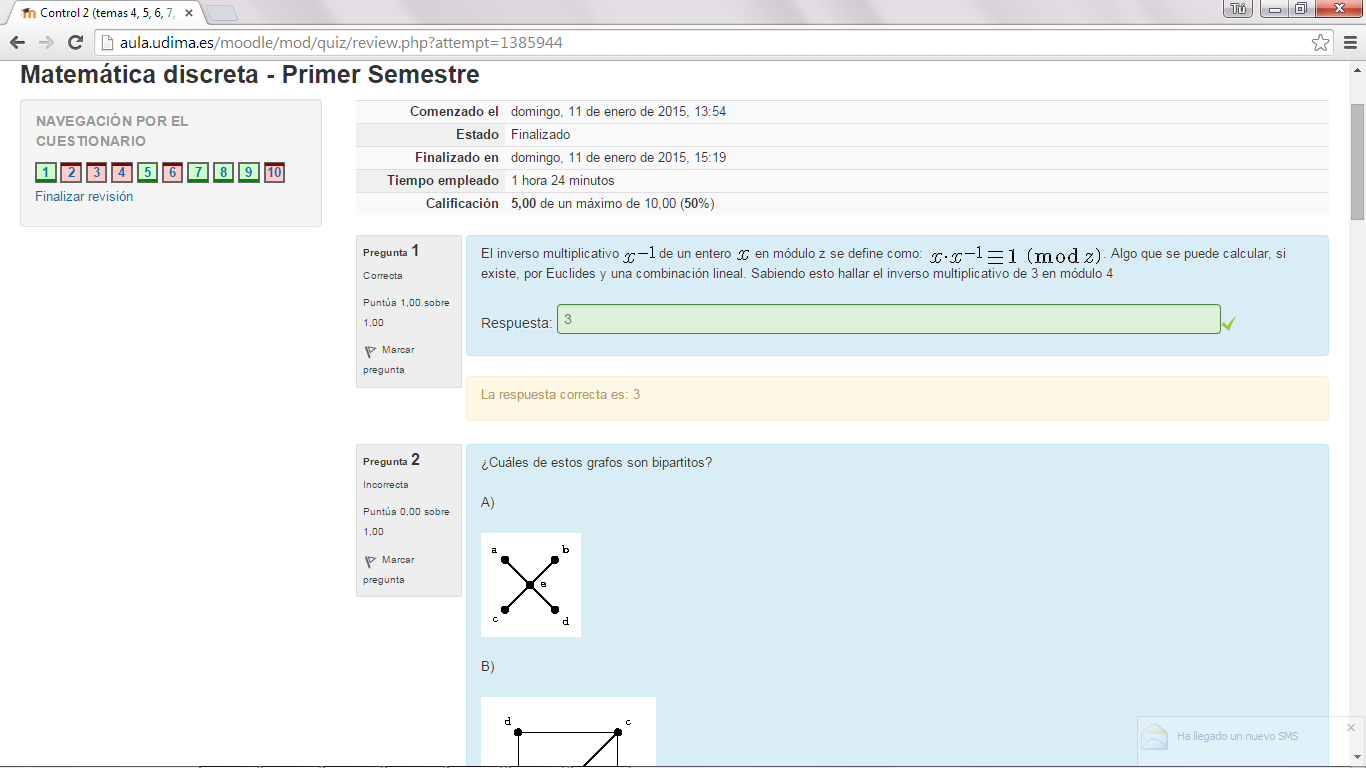 Control 2 (temas 4, 5, 6, 7,
Tú
aula.udima.es/moodle/mod/quiz/review.php?attempt=1385944
Matemática discreta - Primer Semestre
NAVEGACIÓN POR EL
CUESTIONARIO
1 2 3 4 5 6 7 8 9 10
Finalizar revisión
Comenzado el domingo, 11 de enero de 2015, 13:54
Estado Finalizado
Finalizado en domingo, 11 de enero de 2015, 15:19
Tiempo empleado 1 hora 24 minutos
Calificación 5,00 de un máximo de 10,00 (50%)
Pregunta 1
Correcta
Puntúa 1,00 sobre
1,00
Marcar
pregunta
El inverso multiplicativo x⁻¹ de un entero x en módulo z se define como: x·x⁻¹≡1 (mod z). Algo que se puede calcular, si
existe, por Euclides y una combinación lineal. Sabiendo esto hallar el inverso multiplicativo de 3 en módulo 4
Respuesta: 3
La respuesta correcta es: 3
Pregunta 2
Incorrecta
Puntúa 0,00 sobre
1,00
Marcar
pregunta
¿Cuáles de estos grafos son bipartitos?
A)
a b
e
c d
B)
d c
Ha llegado un nuevo SMS